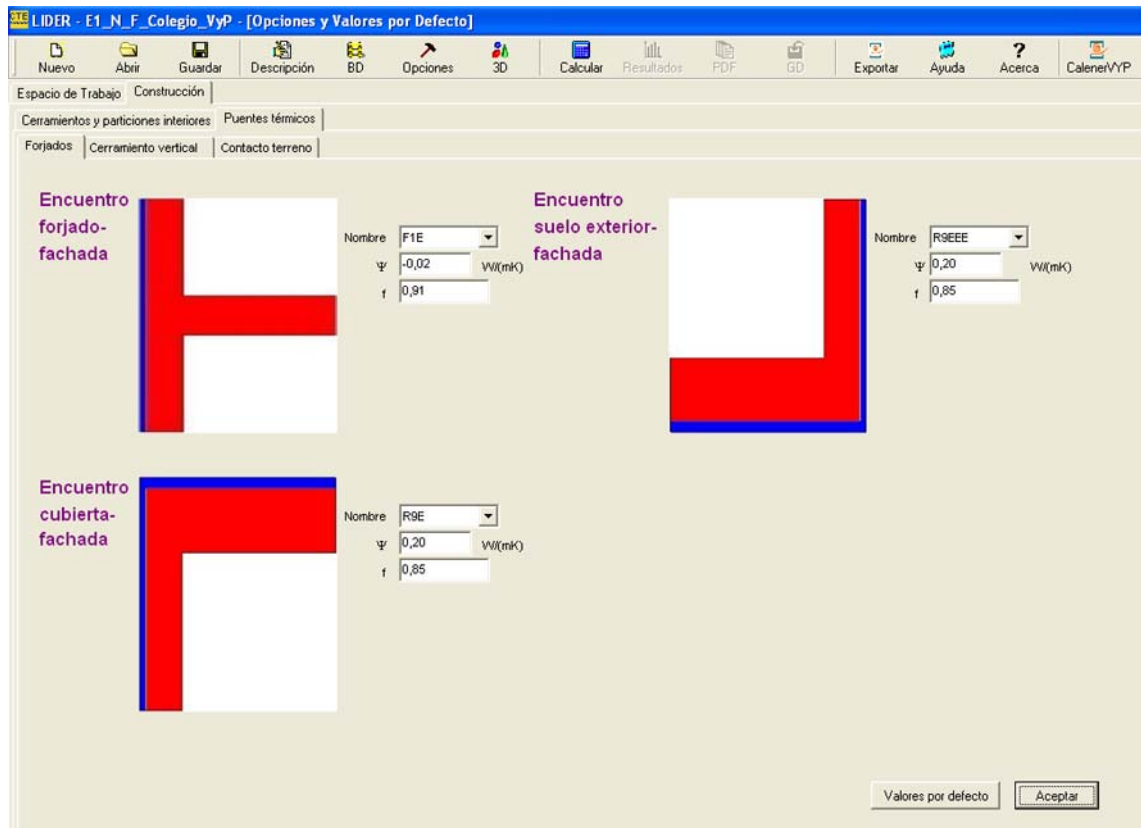 CTE LIDER - E1_N_F_Colegio_VyP - [Opciones y Valores por Defecto]
Nuevo Abrir Guardar Descripción BD Opciones 3D Calcular Resultados PDF GD Exportar Ayuda Acerca CalenerVYP
Espacio de Trabajo Construcción
Cerramientos y particiones interiores Puentes térmicos
Forjados Cerramiento vertical Contacto terreno
Encuentro
forjado-
fachada
Nombre F1E
Ψ -0,02 W/(mK)
f 0,91
Encuentro
suelo exterior-
fachada
Nombre R9EEE
Ψ 0,20 W/(mK)
f 0,85
Encuentro
cubierta-
fachada
Nombre R9E
Ψ 0,20 W/(mK)
f 0,85
Valores por defecto Aceptar